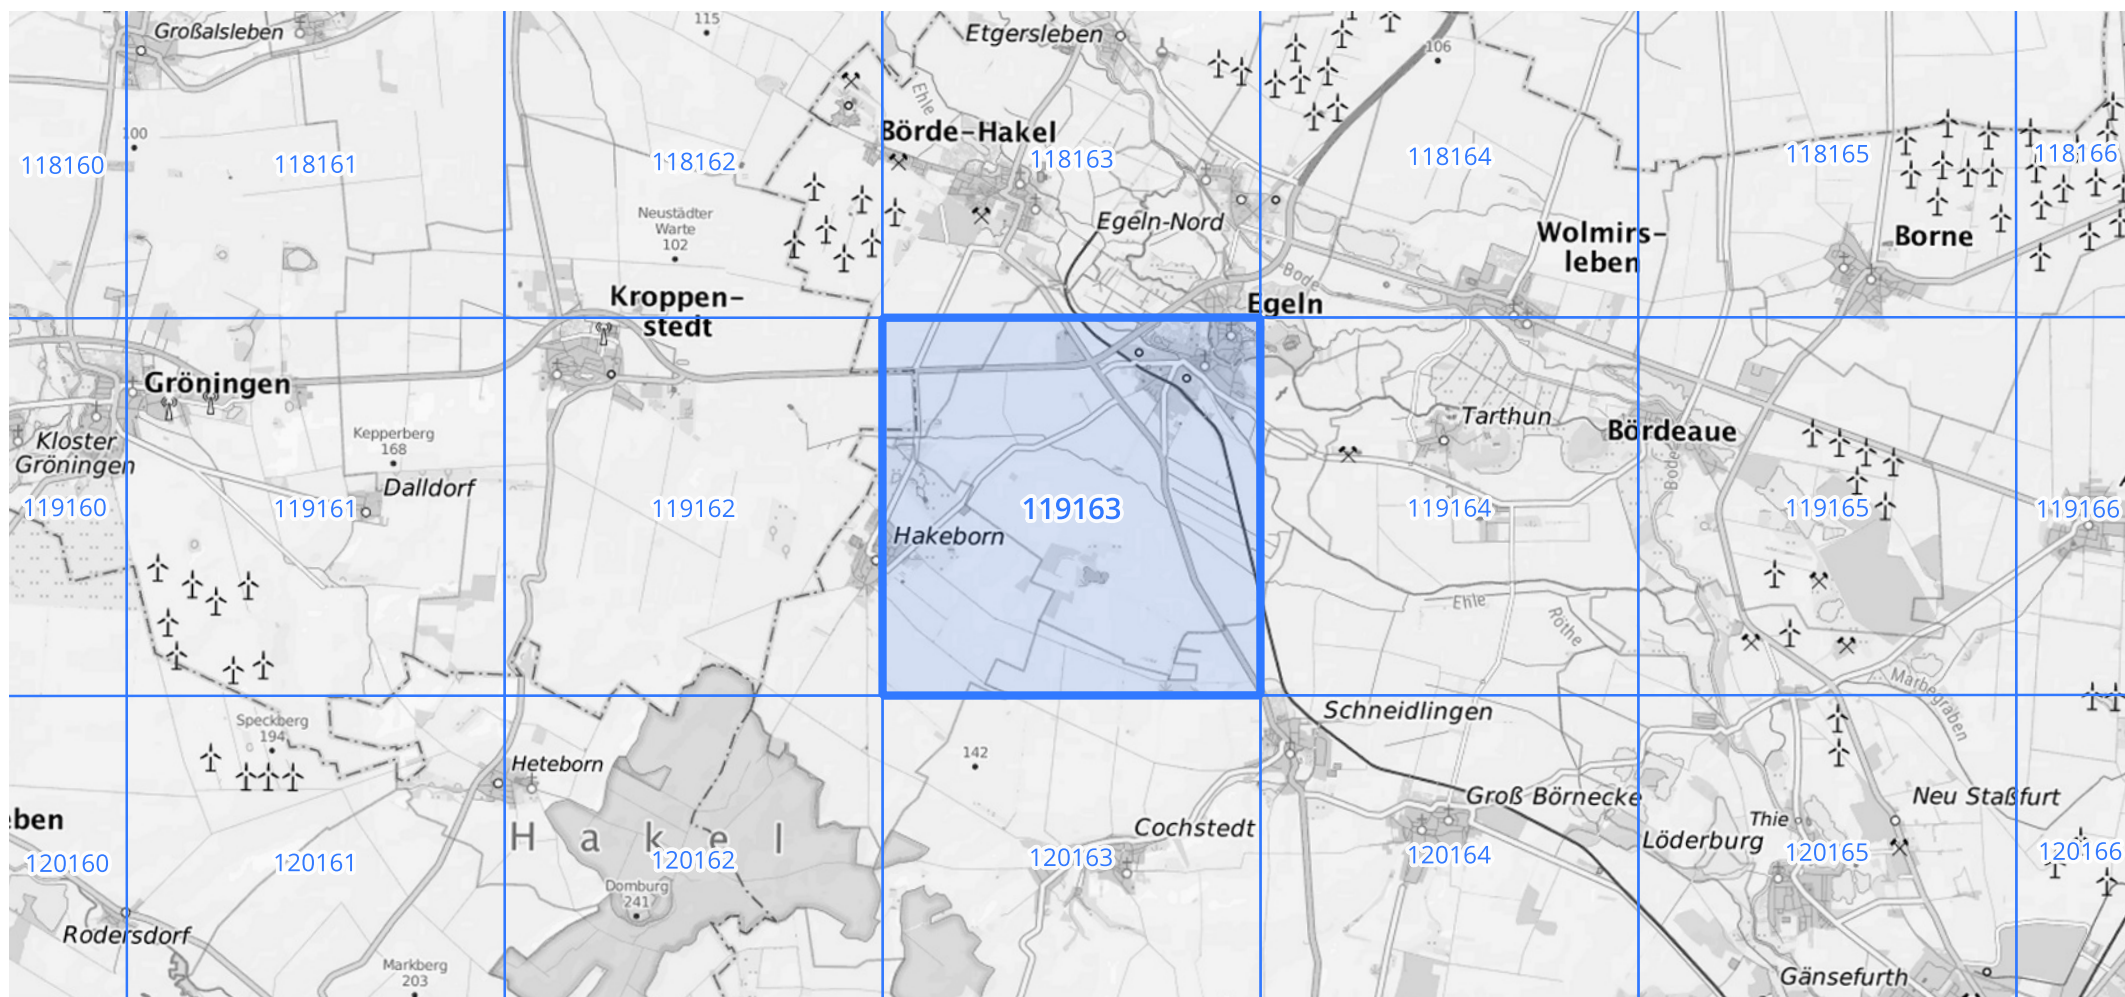 115
Großalsleben
Etgersleben
106
100
Ehle
Börde-Hakel
118160
118161
118162
118163
118164
118165
118166
Neustädter
Warte
102
Egeln-Nord
Wolmirs-
leben
Borne
Bode
Kroppen-
stedt
Egeln
Gröningen
Kepperberg
168
Tarthun
Bördeaue
Kloster
Gröningen
Dalldorf
Bode
119160
119161
119162
119163
119164
119165
119166
Hakeborn
Ehle
Röthe
Marbegraben
Speckberg
194
Schneidlingen
142
Heteborn
Groß Börnecke
Neu Staßfurt
eben
Hakel
Cochstedt
Thie
Löderburg
120160
120161
120162
120163
120164
120165
120166
Domburg
241
Rodersdorf
Markberg
203
Gänsefurth